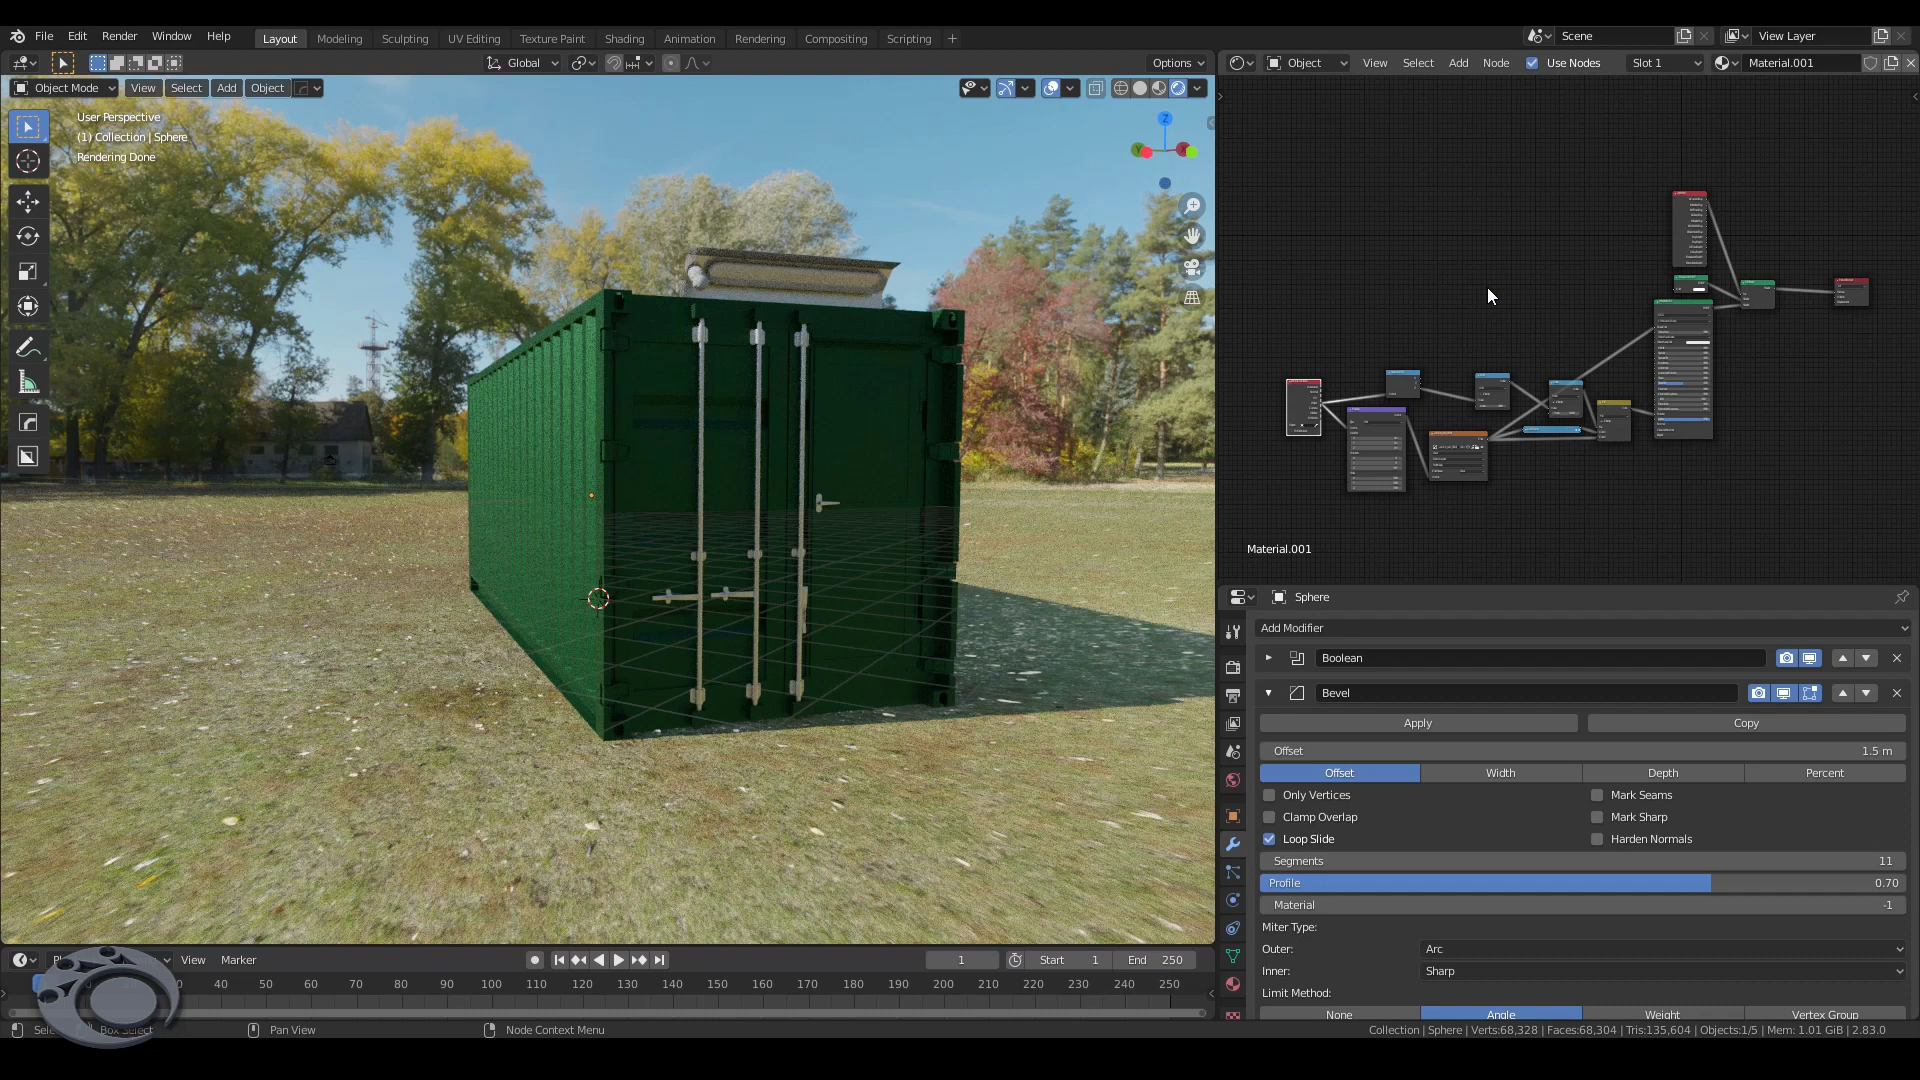 File Edit Render Window Help Layout Modeling Sculpting UV Editing Texture Paint Shading Animation Rendering Compositing Scripting + Scene View Layer
Global Options Object View Select Add Node Use Nodes Slot 1 Material.001
Object Mode View Select Add Object
User Perspective
(1) Collection | Sphere
Rendering Done
Z
Material.001
Sphere
Add Modifier
Boolean
Bevel
Apply Copy
Offset 1.5 m
Offset Width Depth Percent
Only Vertices Mark Seams
Clamp Overlap Mark Sharp
Loop Slide Harden Normals
Segments 11
Profile 0.70
Material -1
Miter Type:
Outer: Arc
Inner: Sharp
Limit Method:
None Angle Weight Vertex Group
View Marker 1 Start 1 End 250
40 50 60 70 80 90 100 110 120 130 140 150 160 170 180 190 200 210 220 230 240 250
Box Select Pan View Node Context Menu Collection | Sphere | Verts:68,328 | Faces:68,304 | Tris:135,604 | Objects:1/5 | Mem: 1.01 GiB | 2.83.0